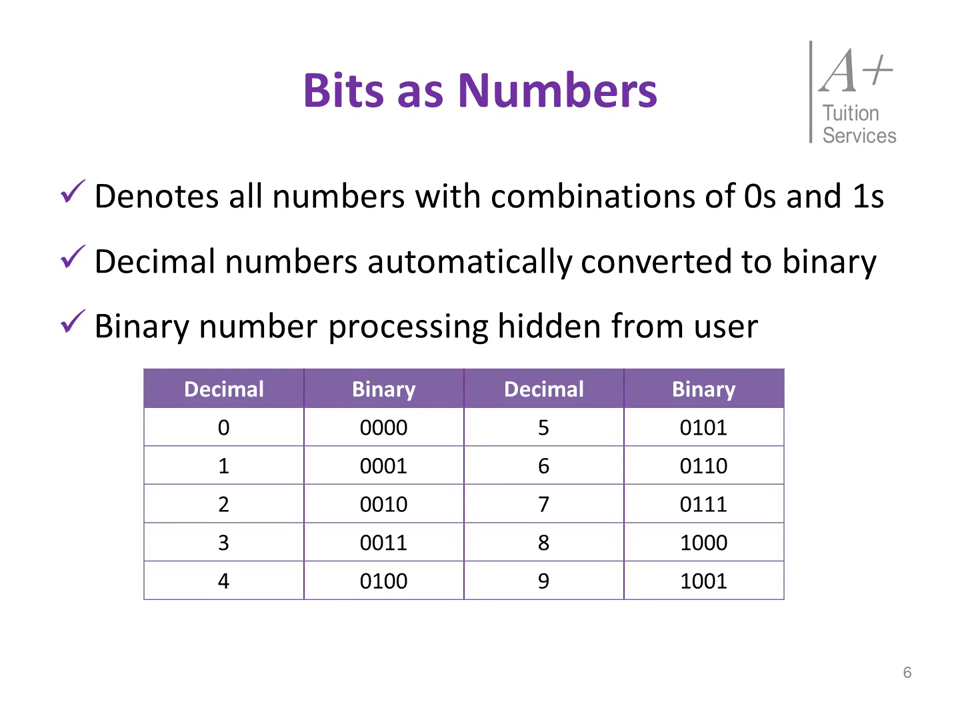 Bits as Numbers
A+
Tuition
Services
✓ Denotes all numbers with combinations of 0s and 1s
✓ Decimal numbers automatically converted to binary
✓ Binary number processing hidden from user
Decimal Binary Decimal Binary
0 0000 5 0101
1 0001 6 0110
2 0010 7 0111
3 0011 8 1000
4 0100 9 1001
6